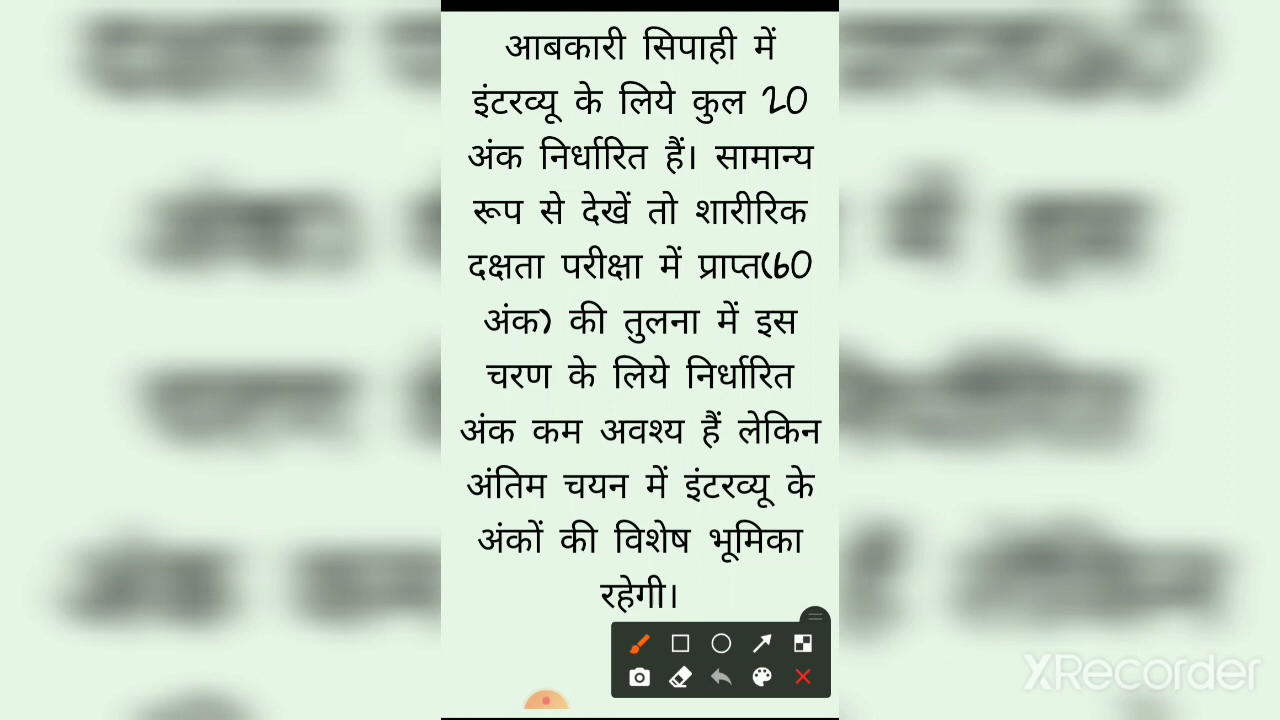 आबकारी सिपाही में
इंटरव्यू के लिये कुल 20
अंक निर्धारित हैं। सामान्य
रूप से देखें तो शारीरिक
दक्षता परीक्षा में प्राप्त(60
अंक) की तुलना में इस
चरण के लिये निर्धारित
अंक कम अवश्य हैं लेकिन
अंतिम चयन में इंटरव्यू के
अंकों की विशेष भूमिका
रहेगी।
XRecorder